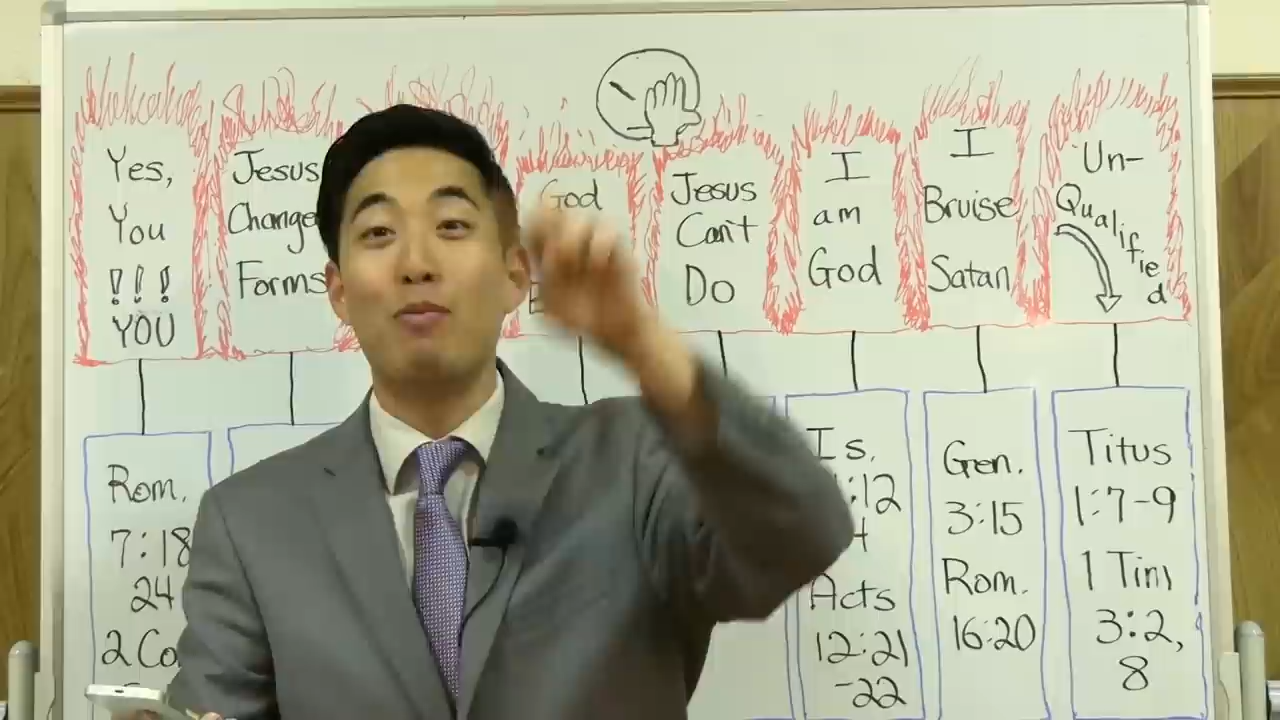 Yes,
You
!!!
YOU
Jesus
Change
Forms
God
Jesus
Can't
Do
I
am
God
I
Bruise
Satan
Un-
Qualified
Rom.
7:18
24
2 Co
Is.
:12
Acts
12:21
-22
Gen.
3:15
Rom.
16:20
Titus
1:7-9
1 Tim
3:2,
8